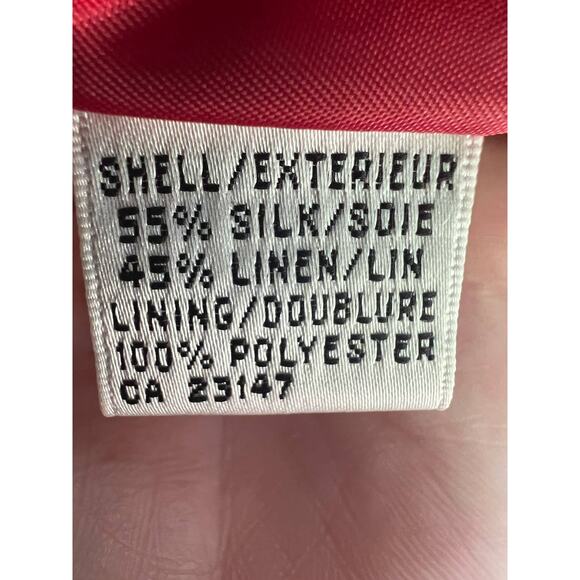 SHELL/EXTERIEUR
55% SILK/SOIE
45% LINEN/LIN
LINING/DOUBLURE
100% POLYESTER
CA 23147